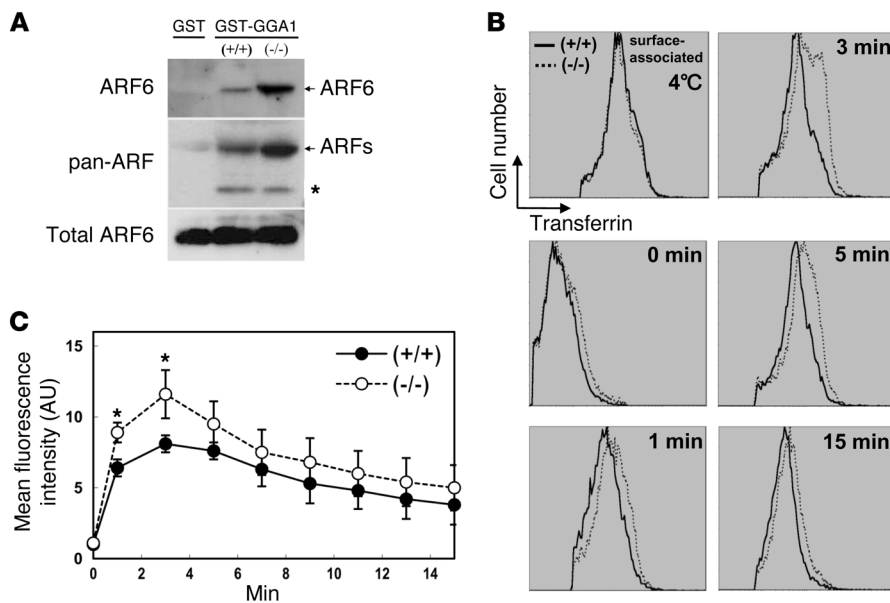 A
GST GST-GGA1
(+/+) (-/-)
ARF6 ARF6
pan-ARF ARFs
*
Total ARF6
B
(+/+) surface-
(-/-) associated
4℃
3 min
Cell number
Transferrin
0 min
5 min
1 min
15 min
C
Mean fluorescence
intensity (AU)
15
10
5
0
* *
(+/+)
(-/-)
0 2 4 6 8 10 12 14
Min